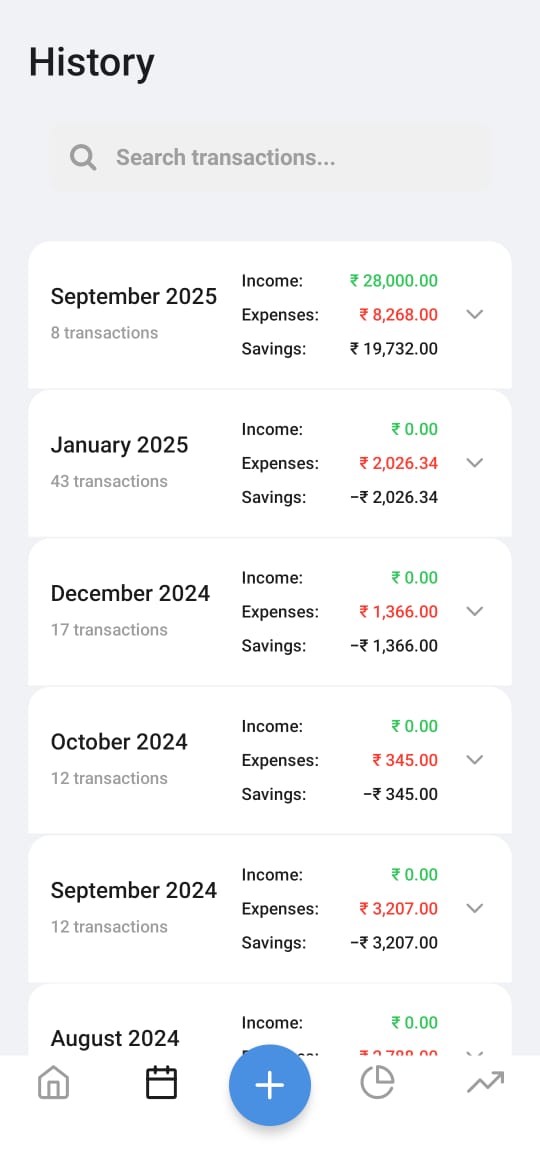 History
Search transactions...
September 2025
8 transactions
Income: ₹ 28,000.00
Expenses: ₹ 8,268.00
Savings: ₹ 19,732.00
January 2025
43 transactions
Income: ₹ 0.00
Expenses: ₹ 2,026.34
Savings: -₹ 2,026.34
December 2024
17 transactions
Income: ₹ 0.00
Expenses: ₹ 1,366.00
Savings: -₹ 1,366.00
October 2024
12 transactions
Income: ₹ 0.00
Expenses: ₹ 345.00
Savings: -₹ 345.00
September 2024
12 transactions
Income: ₹ 0.00
Expenses: ₹ 3,207.00
Savings: -₹ 3,207.00
August 2024
Income: ₹ 0.00